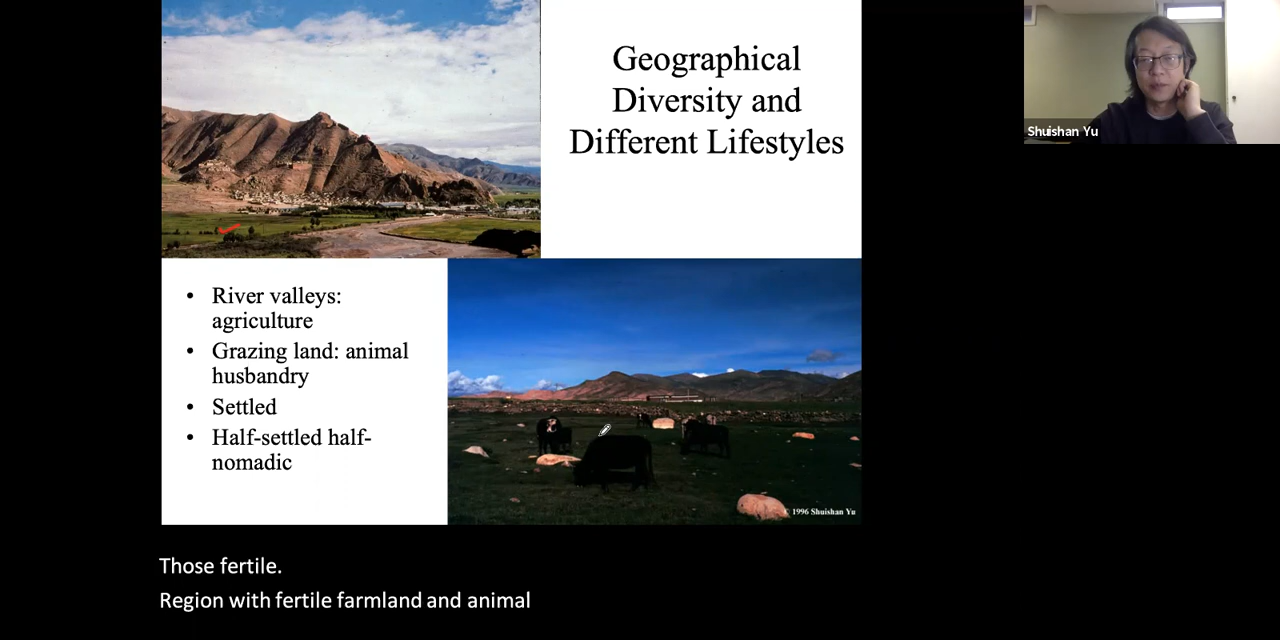 Geographical
Diversity and
Different Lifestyles
Shuishan Yu
• River valleys:
agriculture
• Grazing land: animal
husbandry
• Settled
• Half-settled half-
nomadic
© 1996 Shuishan Yu
Those fertile.
Region with fertile farmland and animal